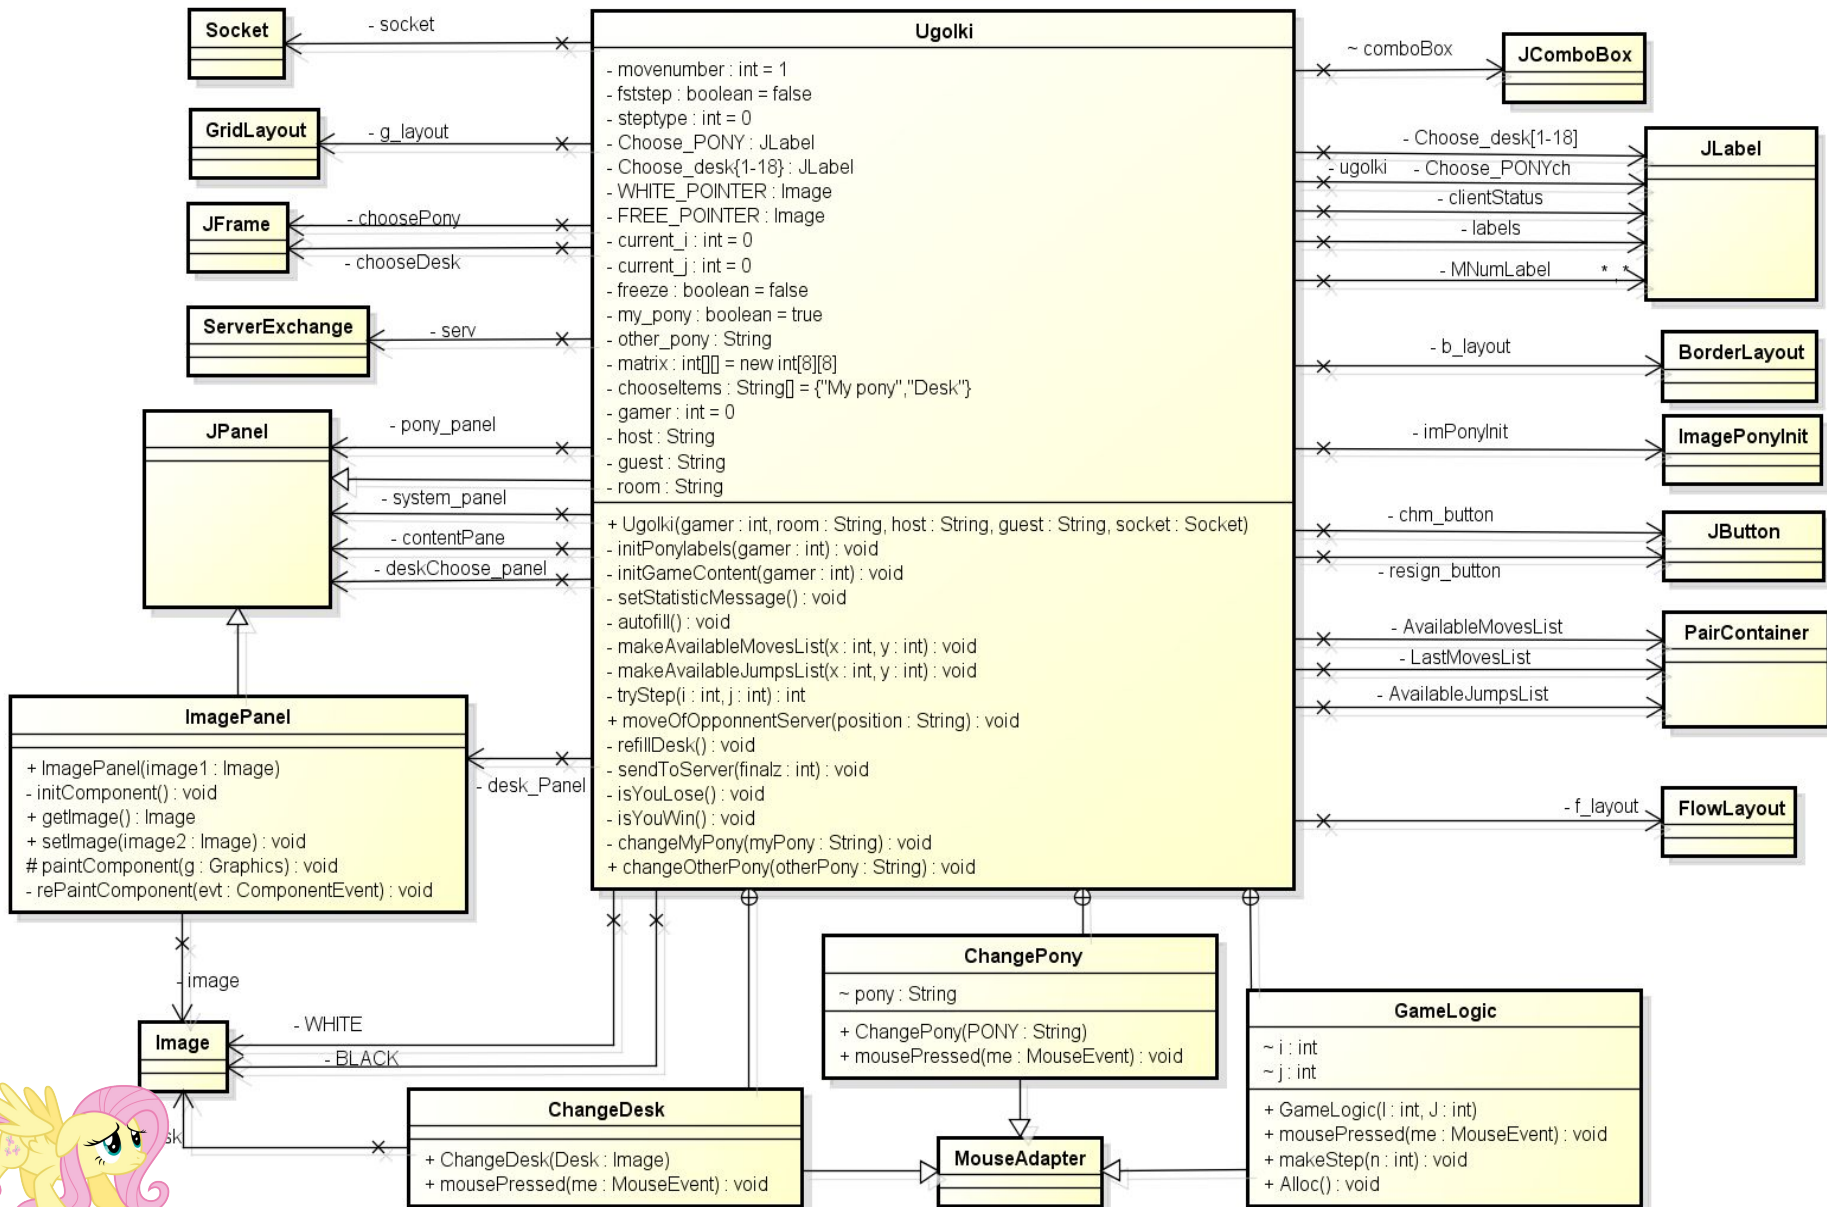 Socket
- socket
GridLayout
- g_layout
JFrame
- choosePony
- chooseDesk
ServerExchange
- serv
JPanel
- pony_panel
- system_panel
- contentPane
- deskChoose_panel
ImagePanel
+ ImagePanel(image1 : Image)
- initComponent() : void
+ getImage() : Image
+ setImage(image2 : Image) : void
# paintComponent(g : Graphics) : void
- rePaintComponent(evt : ComponentEvent) : void
- desk_Panel
- image
Image
- WHITE
- BLACK
sk
Ugolki
- movenumber : int = 1
- fststep : boolean = false
- steptype : int = 0
- Choose_PONY : JLabel
- Choose_desk{1-18} : JLabel
- WHITE_POINTER : Image
- FREE_POINTER : Image
- current_i : int = 0
- current_j : int = 0
- freeze : boolean = false
- my_pony : boolean = true
- other_pony : String
- matrix : int[][] = new int[8][8]
- chooseItems : String[] = {"My pony","Desk"}
- gamer : int = 0
- host : String
- guest : String
- room : String
+ Ugolki(gamer : int, room : String, host : String, guest : String, socket : Socket)
- initPonylabels(gamer : int) : void
- initGameContent(gamer : int) : void
- setStatisticMessage() : void
- autofill() : void
- makeAvailableMovesList(x : int, y : int) : void
- makeAvailableJumpsList(x : int, y : int) : void
- tryStep(i : int, j : int) : int
+ moveOfOpponnentServer(position : String) : void
- refillDesk() : void
- sendToServer(finalz : int) : void
- isYouLose() : void
- isYouWin() : void
- changeMyPony(myPony : String) : void
+ changeOtherPony(otherPony : String) : void
~ comboBox
JComboBox
- Choose_desk[1-18]
- ugolki
- Choose_PONYch
- clientStatus
- labels
- MNumLabel
* , *
JLabel
- b_layout
BorderLayout
- imPonyInit
ImagePonyInit
- chm_button
- resign_button
JButton
- AvailableMovesList
- LastMovesList
- AvailableJumpsList
PairContainer
- f_layout
FlowLayout
ChangePony
~ pony : String
+ ChangePony(PONY : String)
+ mousePressed(me : MouseEvent) : void
GameLogic
~ i : int
~ j : int
+ GameLogic(I : int, J : int)
+ mousePressed(me : MouseEvent) : void
+ makeStep(n : int) : void
+ Alloc() : void
ChangeDesk
+ ChangeDesk(Desk : Image)
+ mousePressed(me : MouseEvent) : void
MouseAdapter